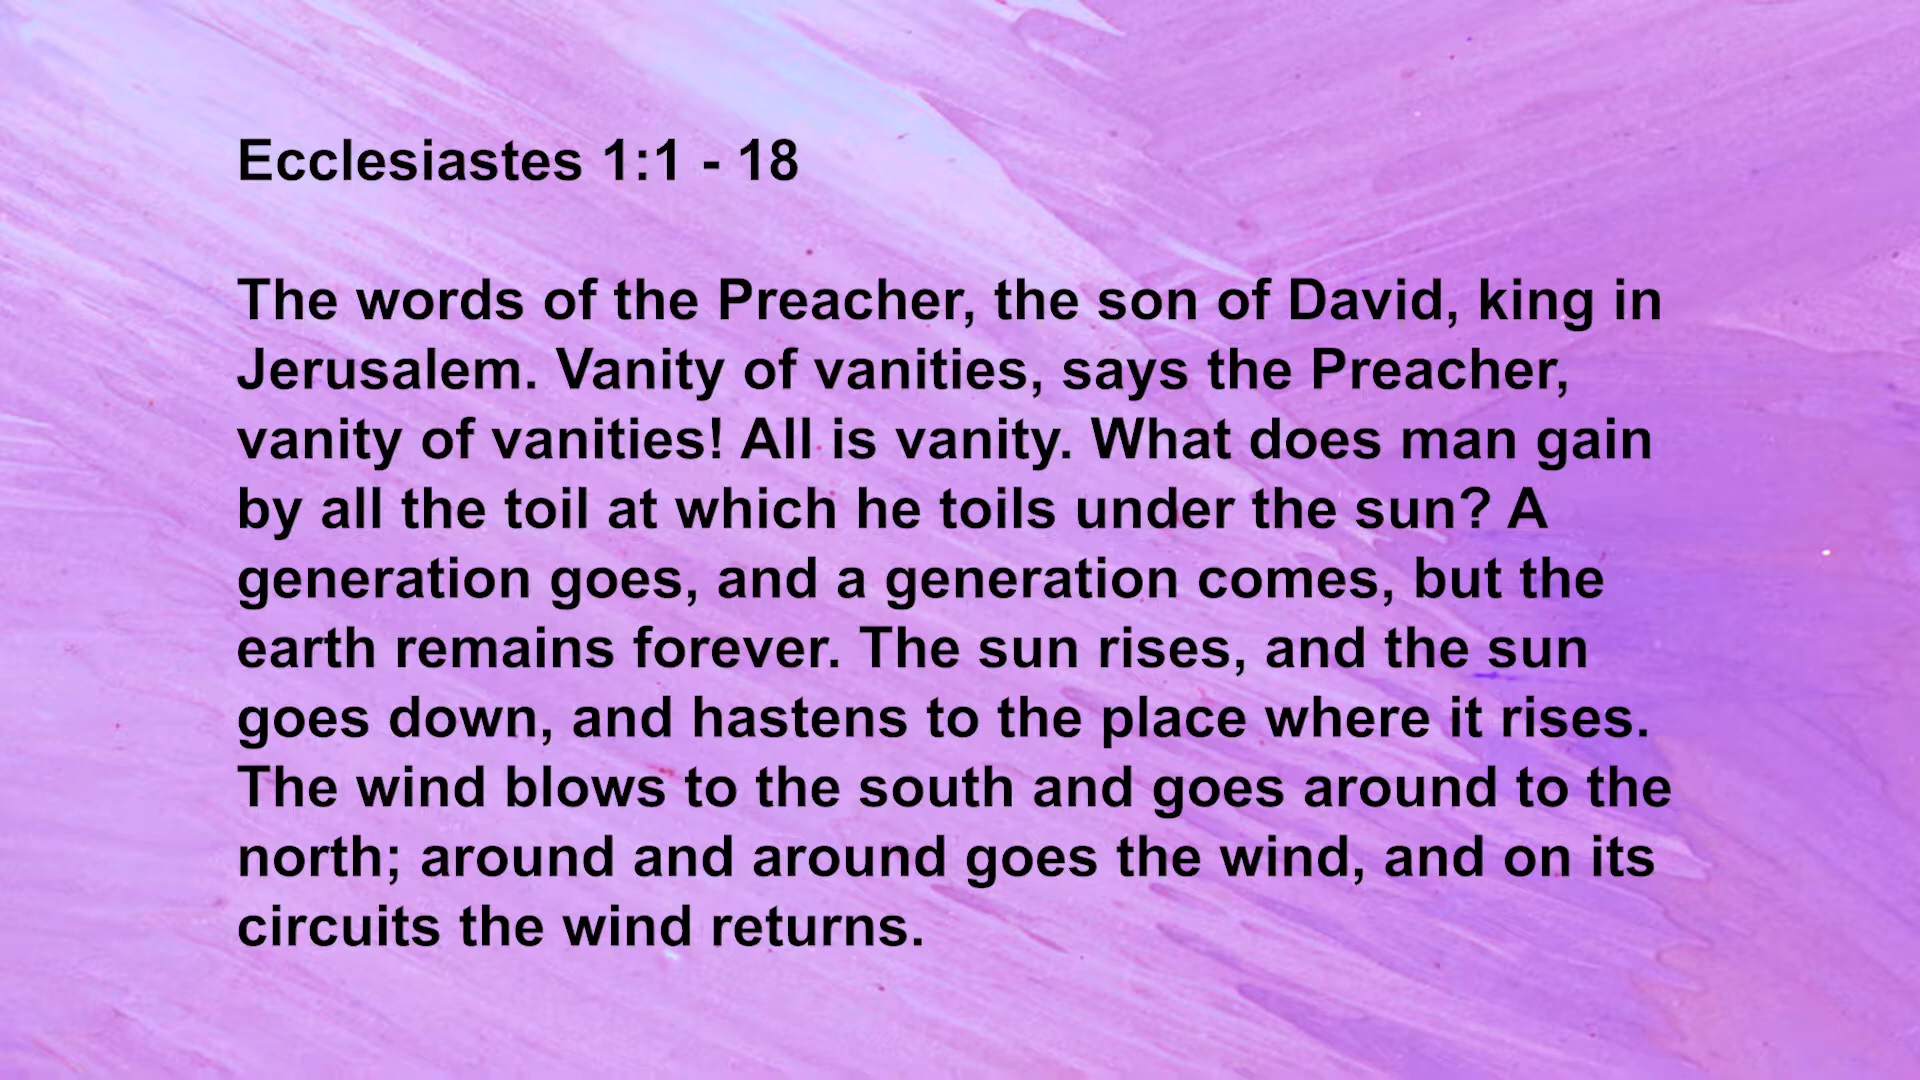 Ecclesiastes 1:1 - 18
The words of the Preacher, the son of David, king in
Jerusalem. Vanity of vanities, says the Preacher,
vanity of vanities! All is vanity. What does man gain
by all the toil at which he toils under the sun? A
generation goes, and a generation comes, but the
earth remains forever. The sun rises, and the sun
goes down, and hastens to the place where it rises.
The wind blows to the south and goes around to the
north; around and around goes the wind, and on its
circuits the wind returns.